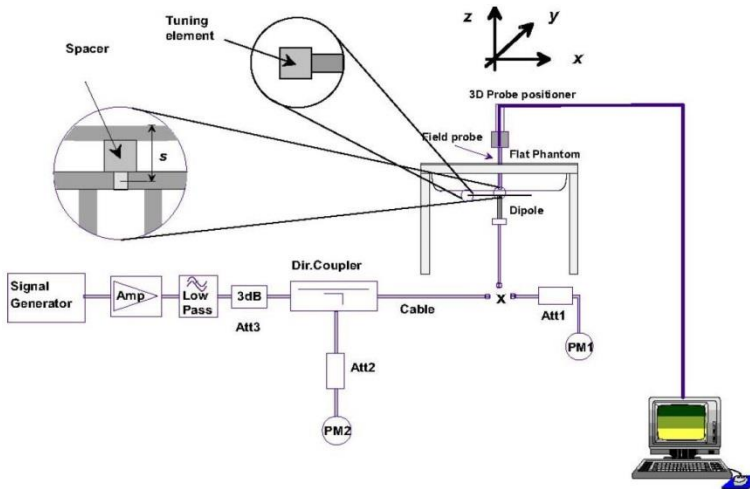 Tuning
element
Spacer
s
z
y
x
3D Probe positioner
Field probe
Flat Phantom
Dipole
Dir.Coupler
Signal
Generator
Amp
Low
Pass
3dB
Att3
Cable
x
Att1
PM1
Att2
PM2